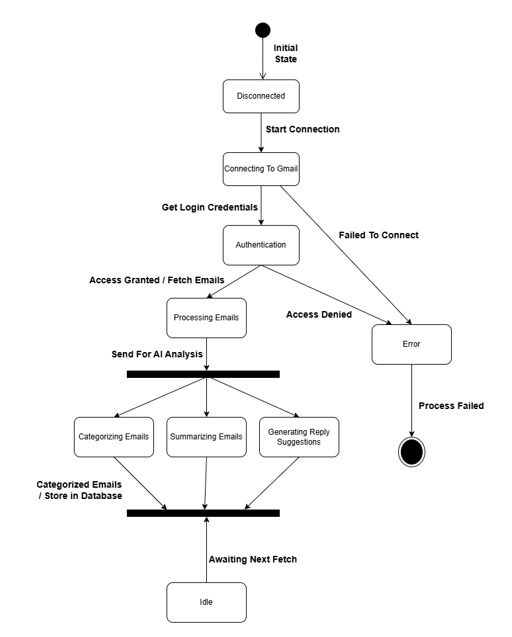 Initial
State
Disconnected
Start Connection
Connecting To Gmail
Get Login Credentials
Failed To Connect
Authentication
Access Granted / Fetch Emails
Access Denied
Processing Emails
Error
Send For AI Analysis
Process Failed
Categorizing Emails
Summarizing Emails
Generating Reply
Suggestions
Categorized Emails
/ Store in Database
Awaiting Next Fetch
Idle